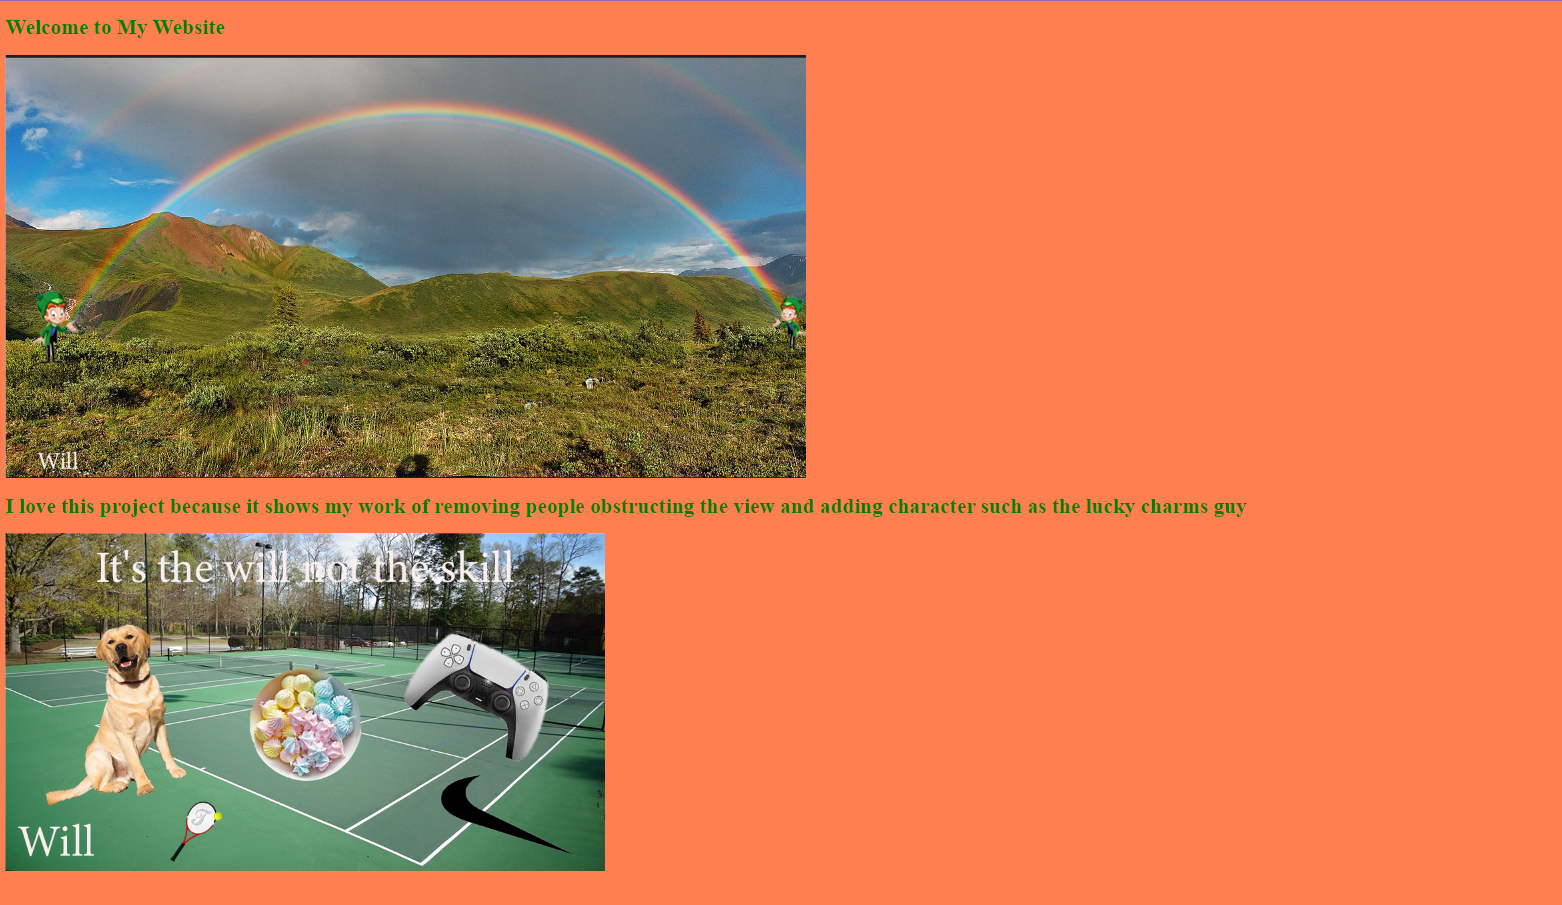 Welcome to My Website
Will
I love this project because it shows my work of removing people obstructing the view and adding character such as the lucky charms guy
It's the will not the skill
Will